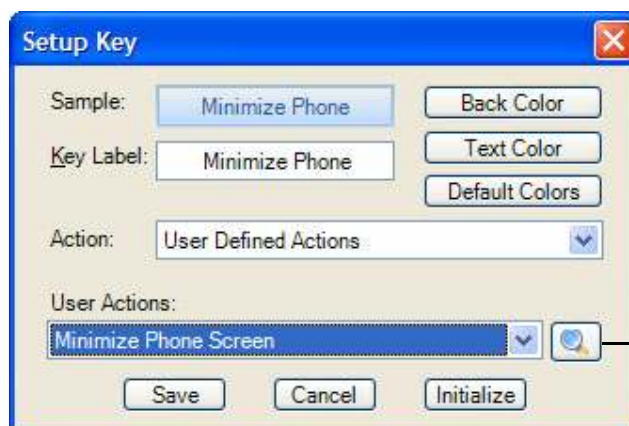 Setup Key
Sample: Minimize Phone Back Color
Key Label: Minimize Phone Text Color
Default Colors
Action: User Defined Actions
User Actions:
Minimize Phone Screen
Save Cancel Initialize